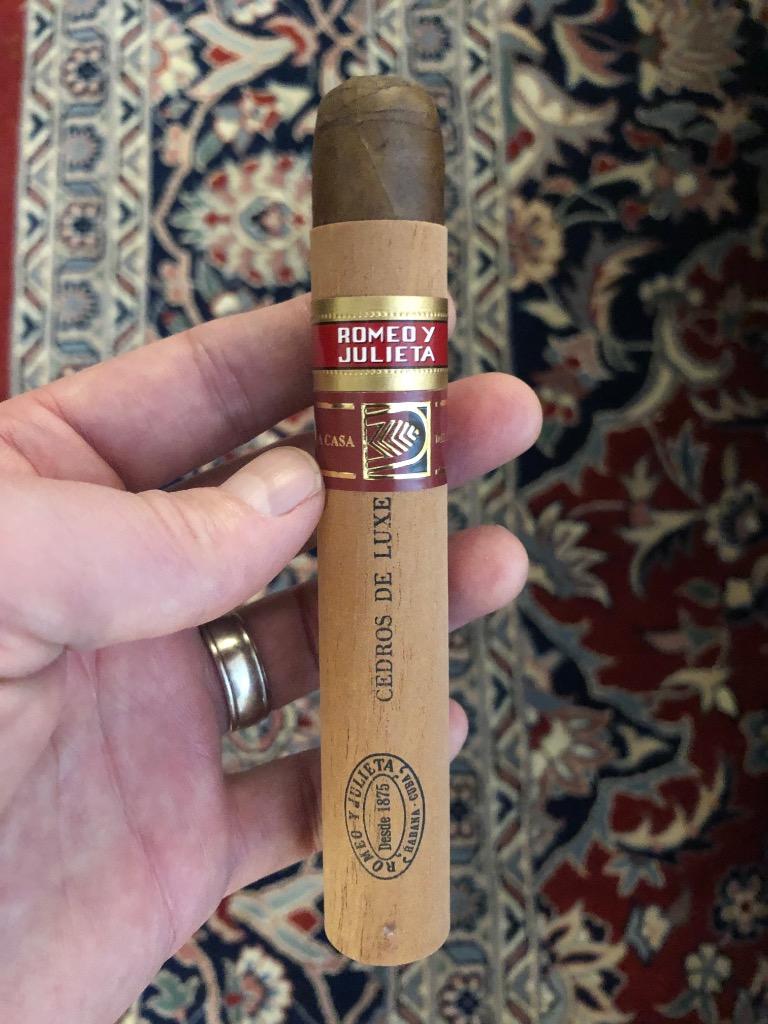 ROMEO Y
JULIETA
A CASA
CEDROS DE LUXE
ROMEO Y JULIETA
HABANA · CUBA
Desde 1875